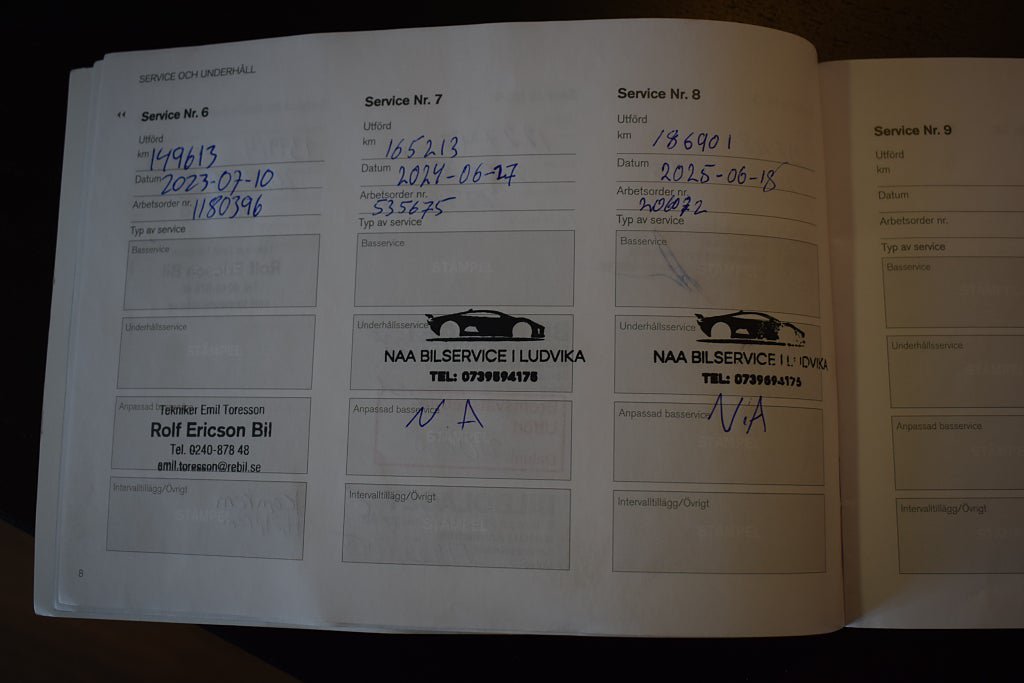 SERVICE OCH UNDERHÅLL
Service Nr. 6
Utförd
km 149613
Datum 2023-07-10
Arbetsorder nr. 1180396
Typ av service
Basservice
Underhållsservice
STÄMPEL
Anpassad basservice
Tekniker Emil Toresson
Rolf Ericson Bil
Tel. 0240-878 48
emil.toresson@rebil.se
Intervalltillägg/Övrigt
STÄMPEL
8
Service Nr. 7
Utförd
km 165213
Datum 2024-06-27
Arbetsorder nr.
535675
Typ av service
Basservice
STÄMPEL
Underhållsservice
NAA BILSERVICE I LUDVIKA
TEL: 0739694175
Anpassad basservice
N.A
STÄMPEL
Intervalltillägg/Övrigt
STÄMPEL
Service Nr. 8
Utförd
km 186901
Datum 2025-06-18
Arbetsorder nr.
206072
Typ av service
Basservice
STÄMPEL
Underhållsservice
NAA BILSERVICE I LUDVIKA
TEL: 0739694175
Anpassad basservice
N.A
STÄMPEL
Intervalltillägg/Övrigt
STÄMPEL
Service Nr. 9
Utförd
km
Datum
Arbetsorder nr.
Typ av service
Basservice
Underhållsservice
Anpassad basservice
Intervalltillägg/Övrigt